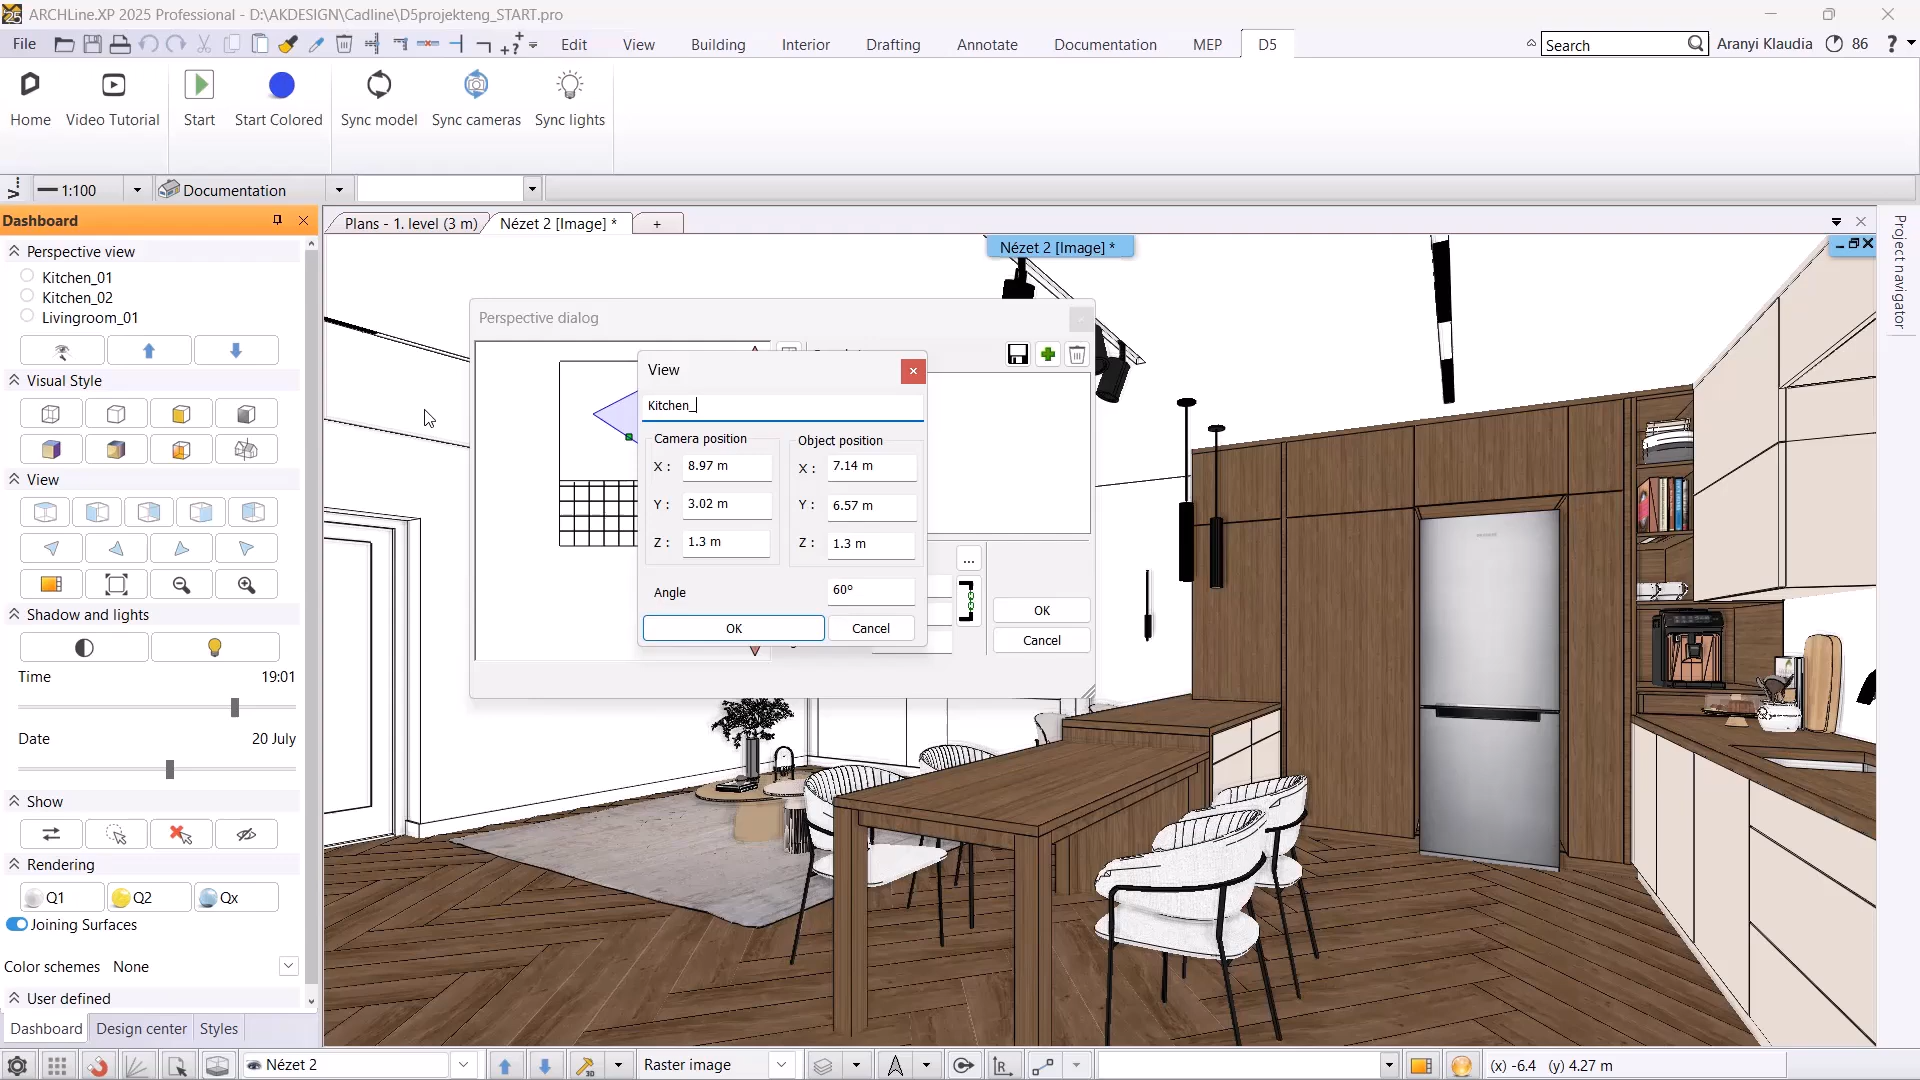 ARCHLine.XP 2025 Professional - D:\AKDESIGN\Cadline\D5projekteng_START.pro
File Edit View Building Interior Drafting Annotate Documentation MEP D5 Search Aranyi Klaudia 86 ?
Home Video Tutorial Start Start Colored Sync model Sync cameras Sync lights
1:100 Documentation
Dashboard
Plans - 1. level (3 m) Nézet 2 [Image] * +
Nézet 2 [Image] *
Project navigator
Perspective view
Kitchen_01
Kitchen_02
Livingroom_01
Visual Style
View
Shadow and lights
Time 19:01
Date 20 July
Show
Rendering
Q1 Q2 Qx
Joining Surfaces
Color schemes None
User defined
Dashboard Design center Styles
Perspective dialog
View
Kitchen_
Camera position Object position
X : 8.97 m X : 7.14 m
Y : 3.02 m Y : 6.57 m
Z : 1.3 m Z : 1.3 m
Angle 60º
OK Cancel
...
OK
Cancel
Nézet 2 Raster image (x) -6.4 (y) 4.27 m